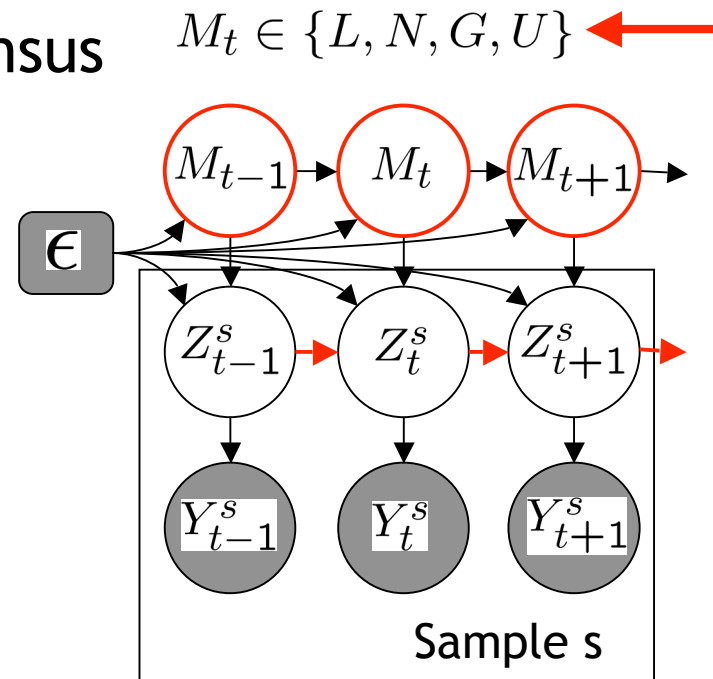 nsus
M_t ∈ {L, N, G, U}
M_{t−1} M_t M_{t+1}
ϵ
Z^s_{t−1} Z^s_t Z^s_{t+1}
Y^s_{t−1} Y^s_t Y^s_{t+1}
Sample s